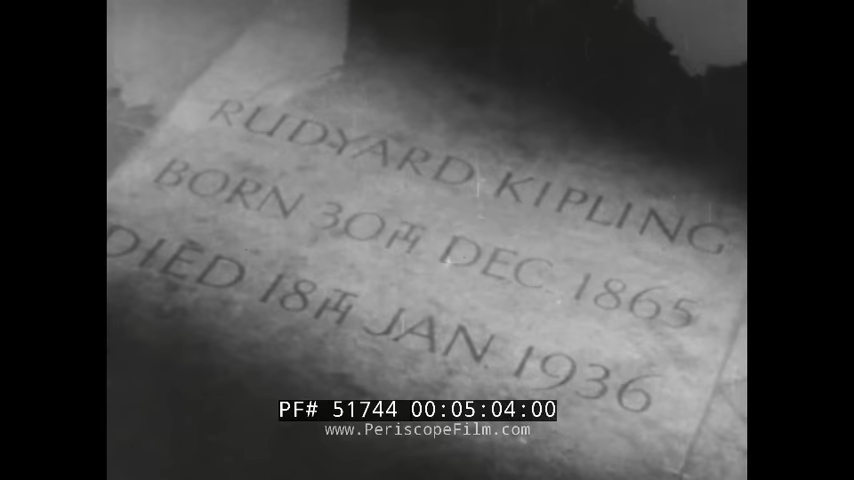 RUDYARD KIPLING
BORN 30TH DEC. 1865
DIED 18TH JAN. 1936
PF# 51744 00:05:04:00
www.PeriscopeFilm.com